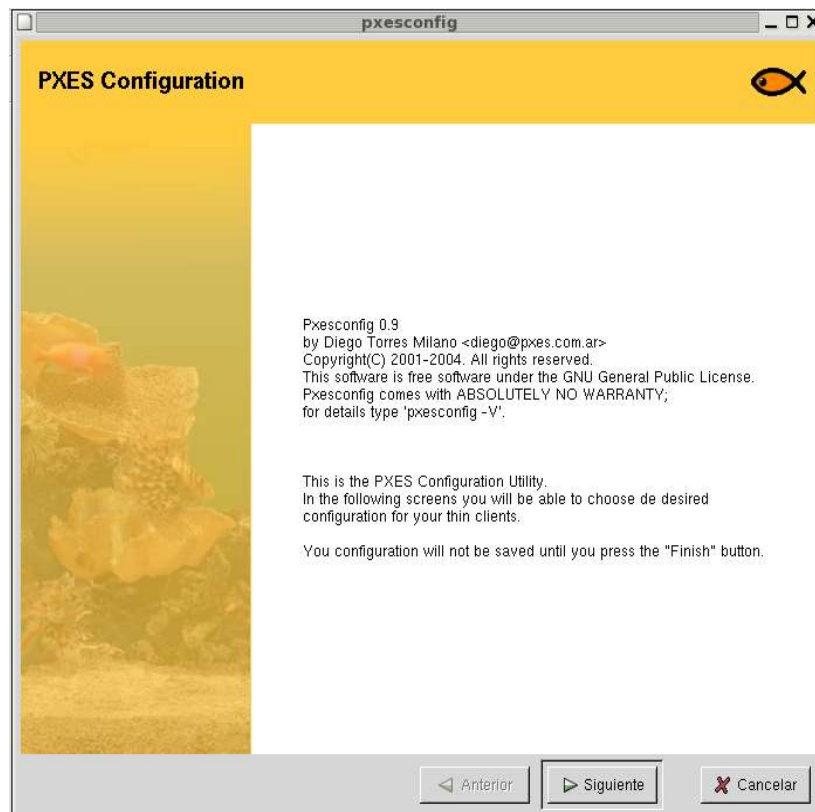 pxesconfig
PXES Configuration
Pxesconfig 0.9
by Diego Torres Milano <diego@pxes.com.ar>
Copyright(C) 2001-2004. All rights reserved.
This software is free software under the GNU General Public License.
Pxesconfig comes with ABSOLUTELY NO WARRANTY;
for details type 'pxesconfig -V'.
This is the PXES Configuration Utility.
In the following screens you will be able to choose de desired
configuration for your thin clients.
You configuration will not be saved until you press the "Finish" button.
Anterior Siguiente Cancelar